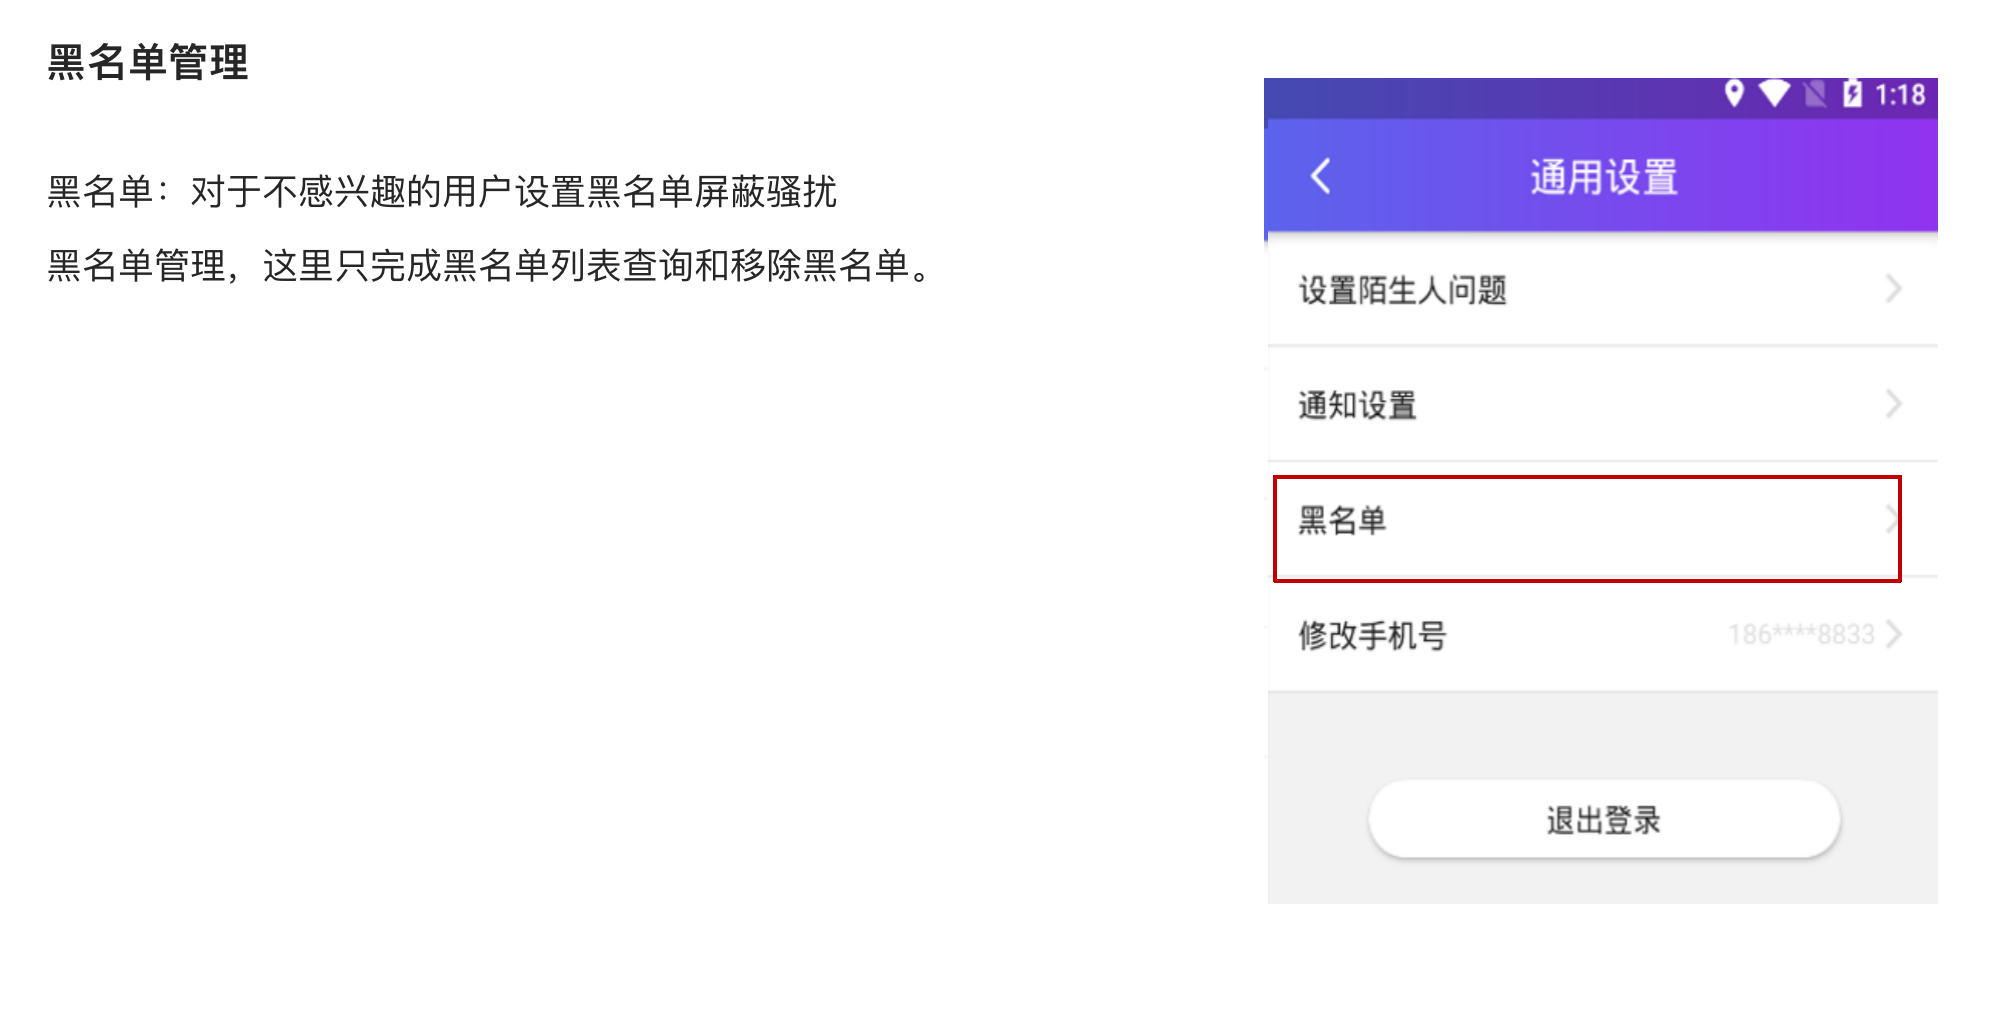 黑名单管理
黑名单：对于不感兴趣的用户设置黑名单屏蔽骚扰
黑名单管理，这里只完成黑名单列表查询和移除黑名单。
1:18
通用设置
设置陌生人问题
通知设置
黑名单
修改手机号 186****8833
退出登录